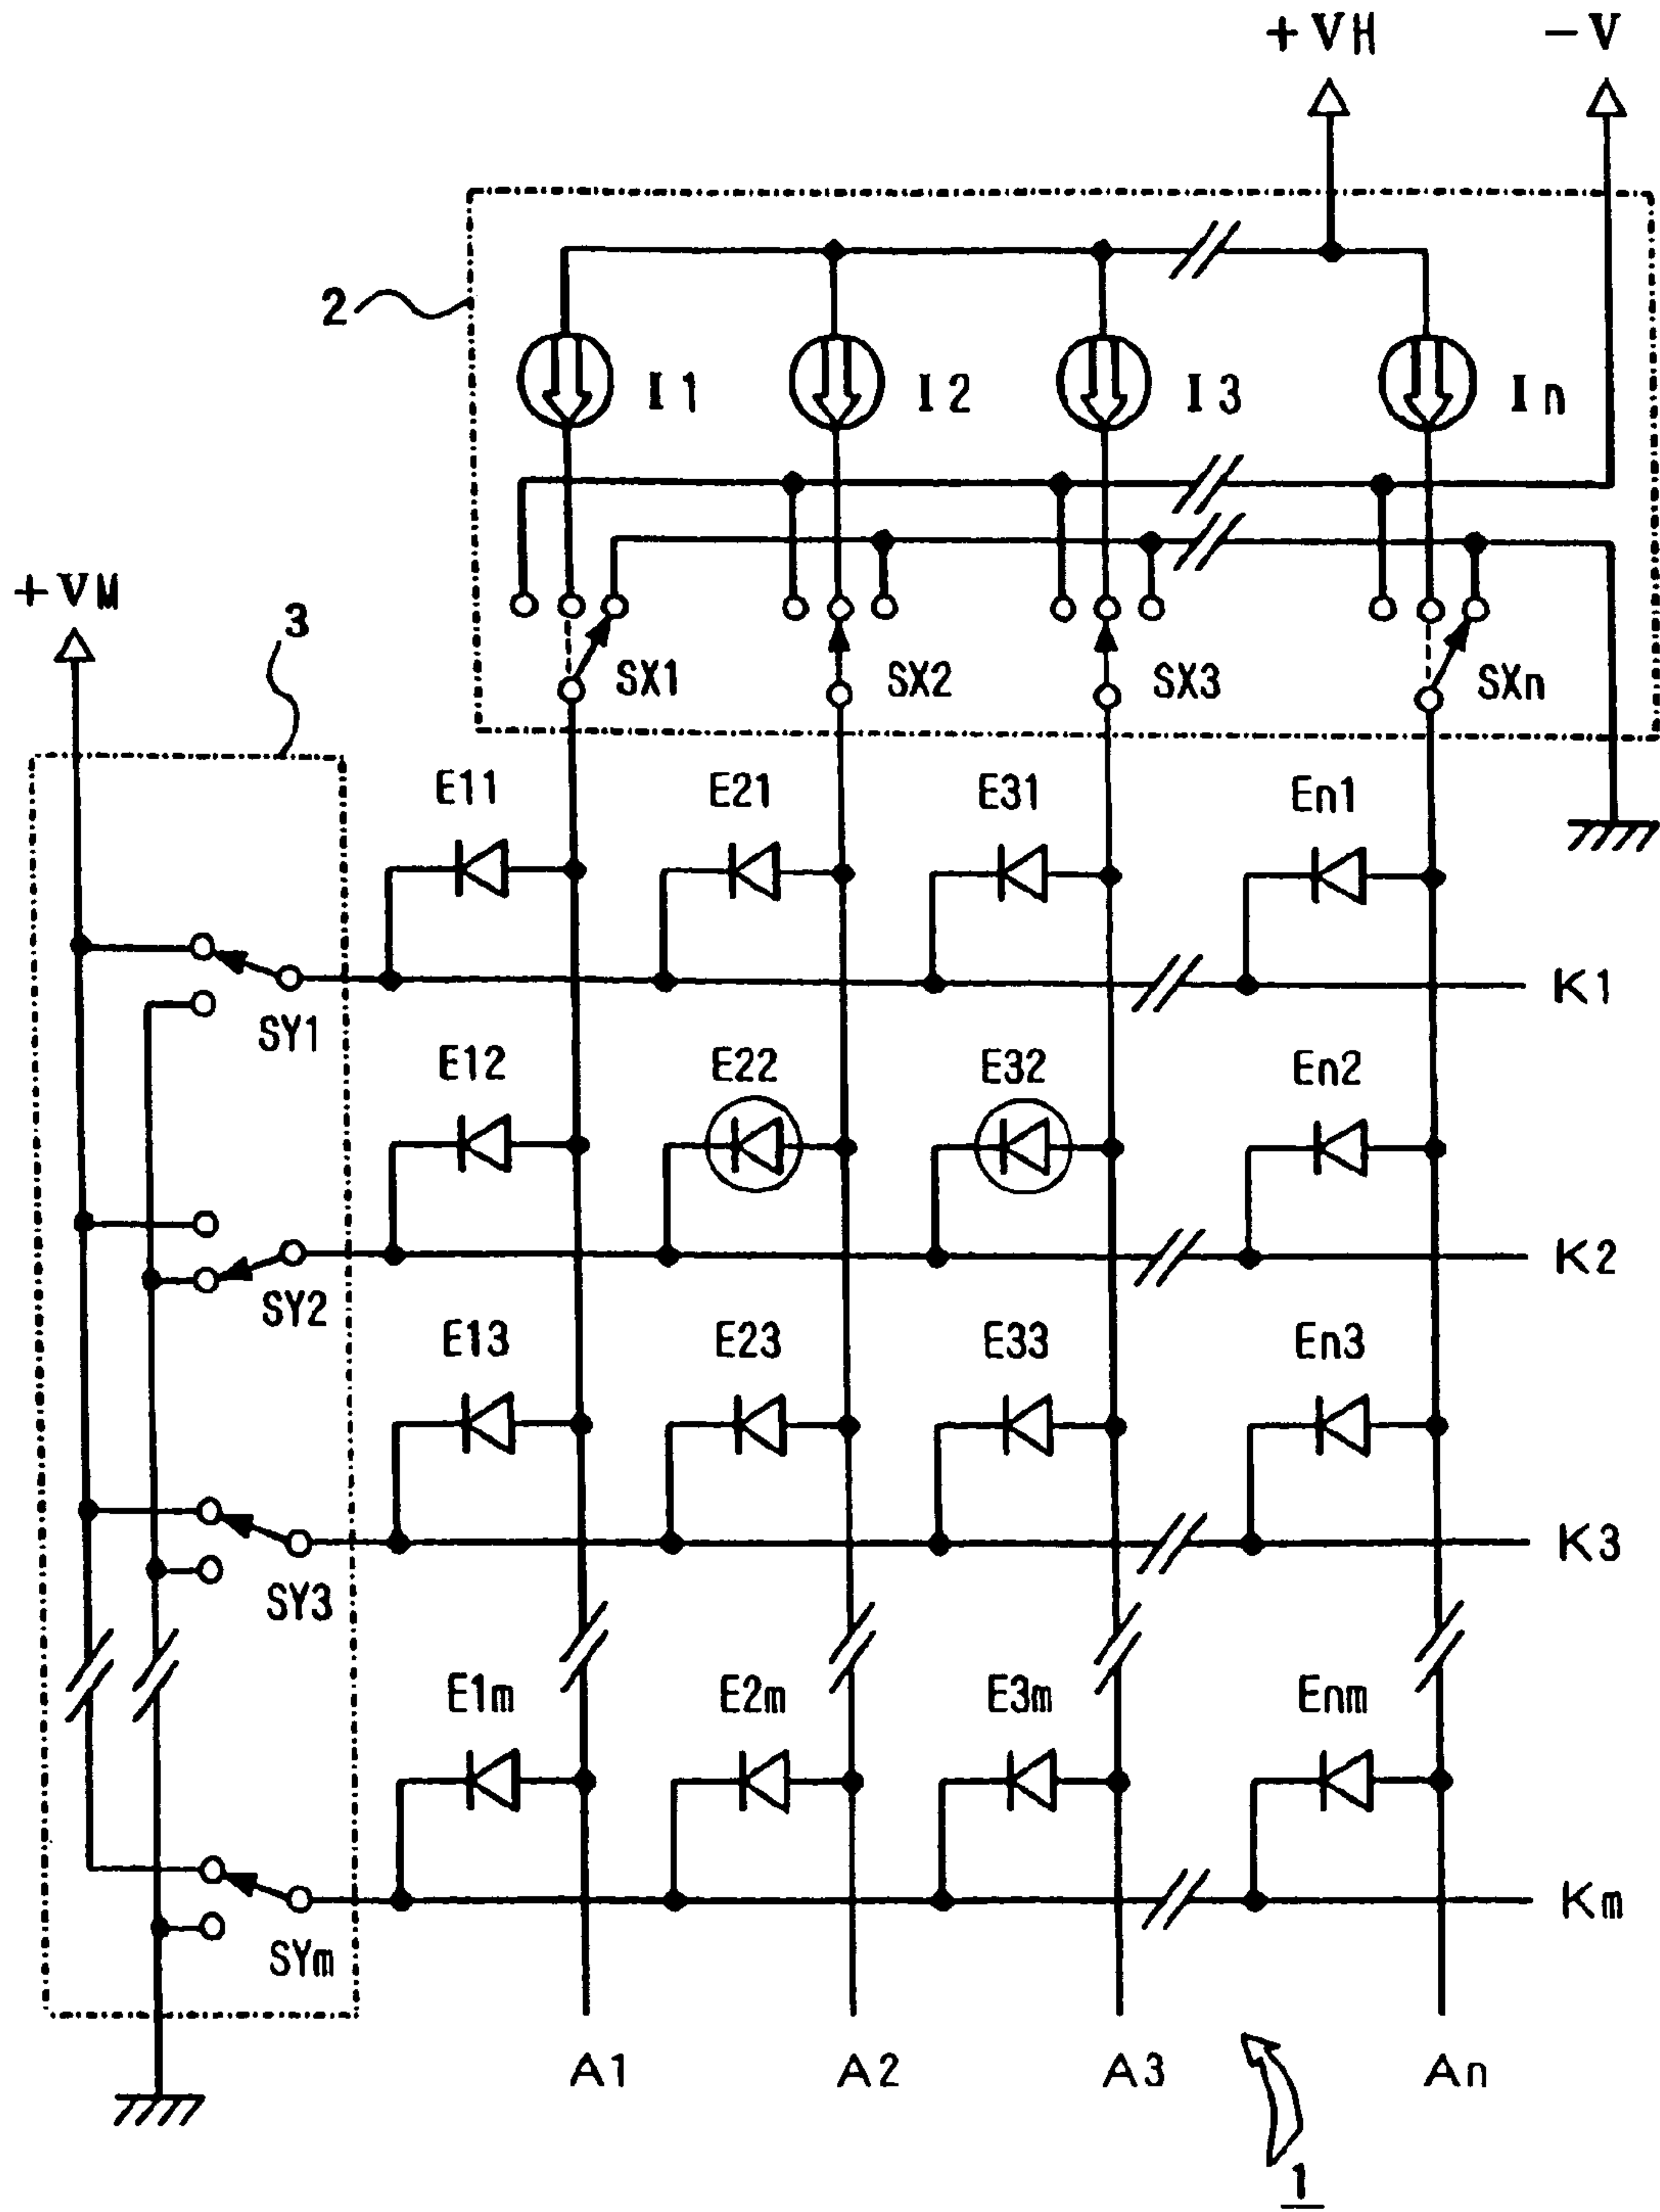 +VH -V
2
I1 I2 I3 In
+VM
3
SX1 SX2 SX3 SXn
E11 E21 E31 En1
K1
SY1
E12 E22 E32 En2
K2
SY2
E13 E23 E33 En3
K3
SY3
E1m E2m E3m Enm
Km
SYm
A1 A2 A3 An
1